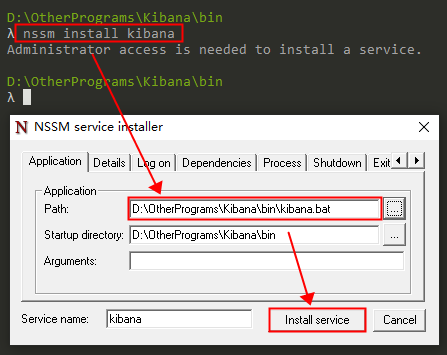 D:\OtherPrograms\Kibana\bin
λ nssm install kibana
Administrator access is needed to install a service.
D:\OtherPrograms\Kibana\bin
λ
N NSSM service installer
Application Details Log on Dependencies Process Shutdown Exit
Application
Path: D:\OtherPrograms\Kibana\bin\kibana.bat ...
Startup directory: D:\OtherPrograms\Kibana\bin ...
Arguments:
Service name: kibana Install service Cancel